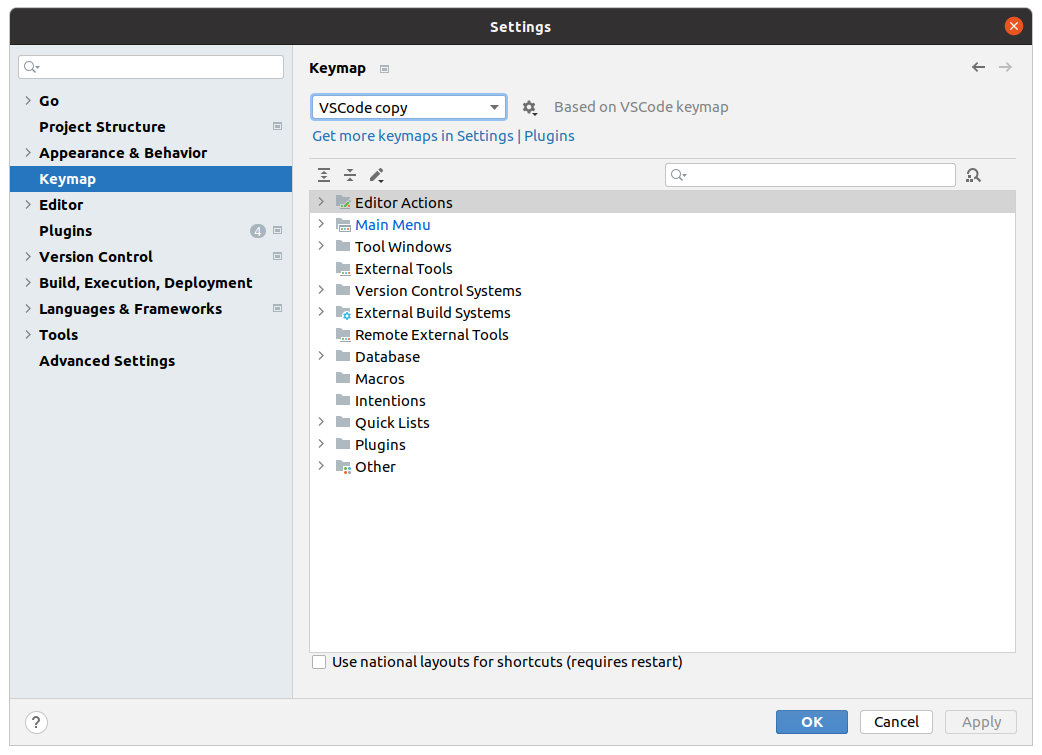 Settings
Go
Project Structure
Appearance & Behavior
Keymap
Editor
Plugins 4
Version Control
Build, Execution, Deployment
Languages & Frameworks
Tools
Advanced Settings
Keymap
VSCode copy
Based on VSCode keymap
Get more keymaps in Settings | Plugins
Editor Actions
Main Menu
Tool Windows
External Tools
Version Control Systems
External Build Systems
Remote External Tools
Database
Macros
Intentions
Quick Lists
Plugins
Other
Use national layouts for shortcuts (requires restart)
?
OK Cancel Apply